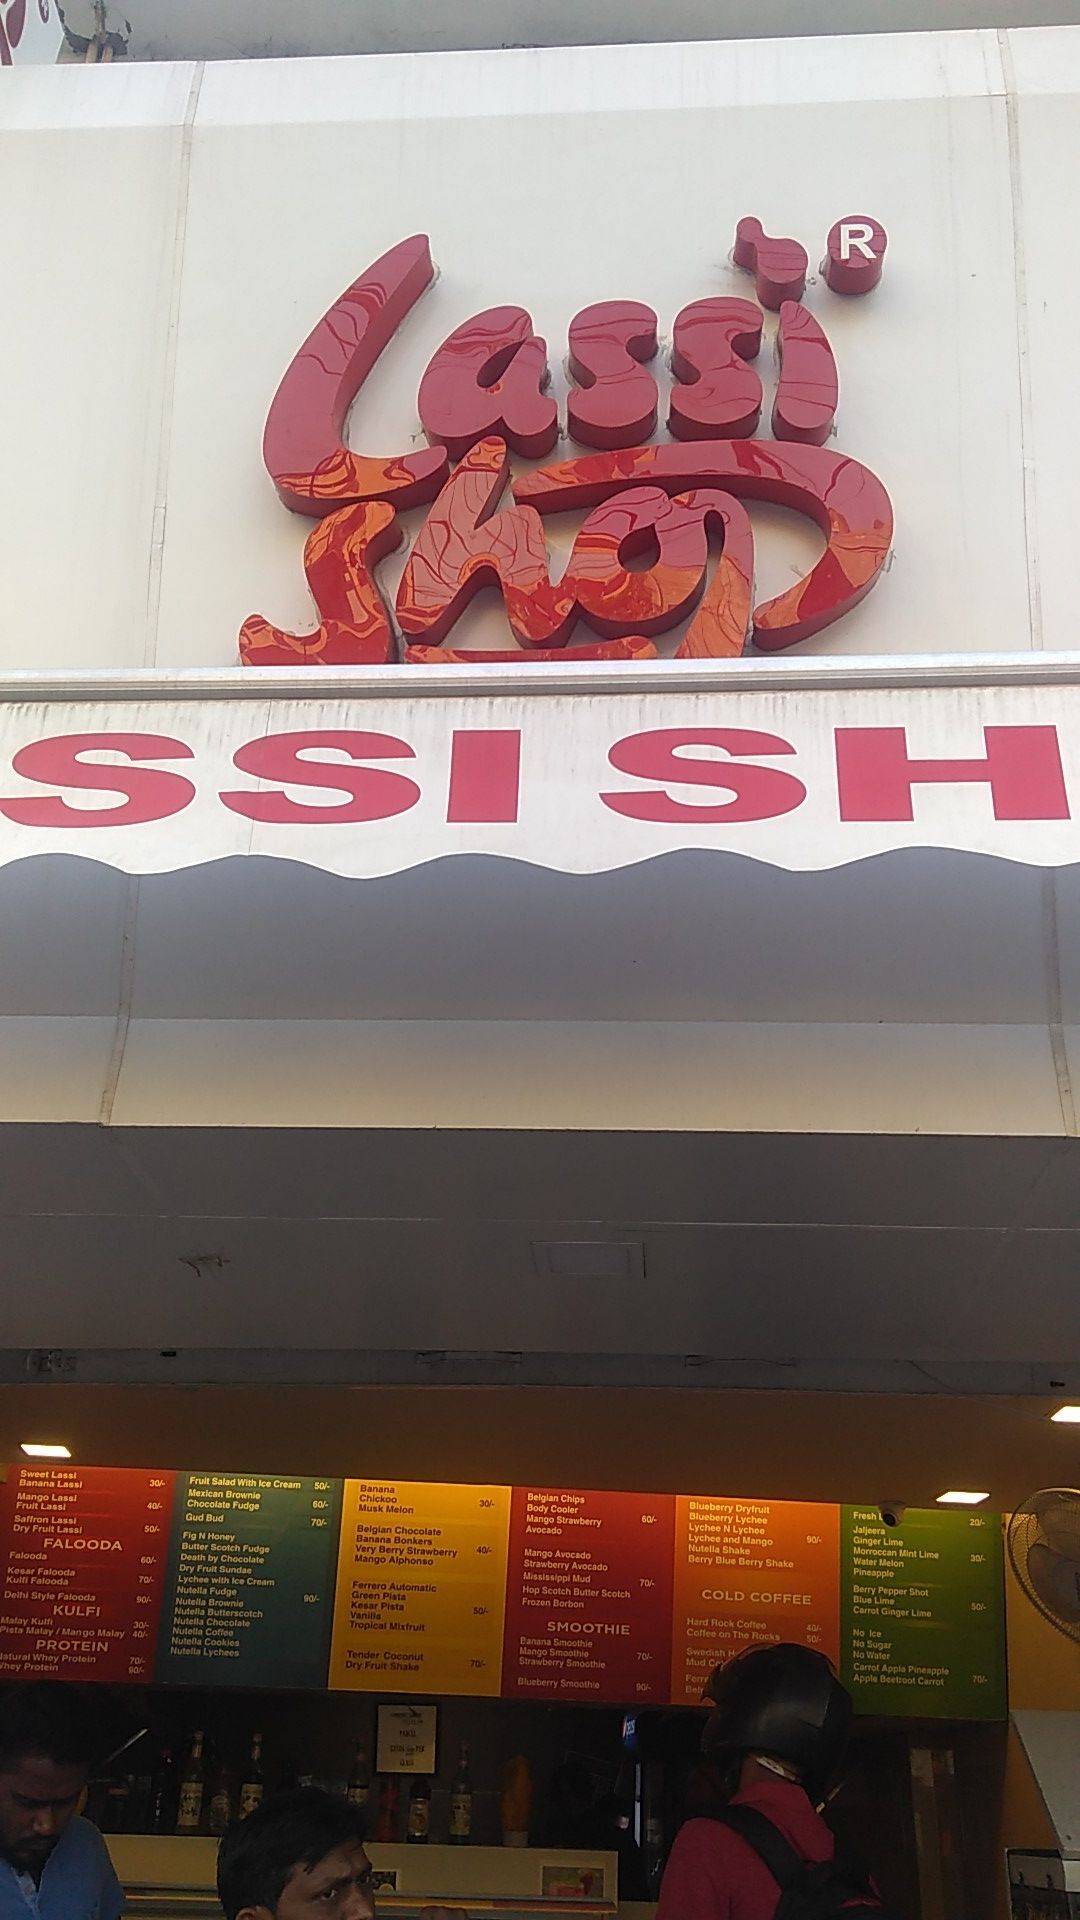 Lassi
R
Shop
SSI SH
Sweet Lassi
Banana Lassi 30/-
Mango Lassi
Fruit Lassi 40/-
Saffron Lassi
Dry Fruit Lassi 50/-
FALOODA
Falooda 60/-
Kesar Falooda
Kulfi Falooda 70/-
Delhi Style Falooda 90/-
KULFI
Malay Kulfi 30/-
Pista Malay / Mango Malay 40/-
PROTEIN
Natural Whey Protein 70/-
Whey Protein 90/-
Fruit Salad With Ice Cream 50/-
Mexican Brownie
Chocolate Fudge 60/-
Gud Bud 70/-
Fig N Honey
Butter Scotch Fudge
Death by Chocolate
Dry Fruit Sundae
Lychee with Ice Cream
Nutella Fudge
Nutella Brownie 90/-
Nutella Butterscotch
Nutella Chocolate
Nutella Coffee
Nutella Cookies
Nutella Lychees
Banana
Chickoo 30/-
Musk Melon
Belgian Chocolate
Banana Bonkers
Very Berry Strawberry 40/-
Mango Alphonso
Ferrero Automatic
Green Pista
Kesar Pista 50/-
Vanilla
Tropical Mixfruit
Tender Coconut
Dry Fruit Shake 70/-
Belgian Chips
Body Cooler
Mango Strawberry 60/-
Avocado
Mango Avocado
Strawberry Avocado
Mississippi Mud 70/-
Hop Scotch Butter Scotch
Frozen Borbon
SMOOTHIE
Banana Smoothie
Mango Smoothie 70/-
Strawberry Smoothie
Blueberry Smoothie 90/-
Blueberry Dryfruit
Blueberry Lychee
Lychee N Lychee
Lychee and Mango 90/-
Nutella Shake
Berry Blue Berry Shake
COLD COFFEE
Hard Rock Coffee 40/-
Coffee on The Rocks 50/-
Swedish
Mud
Fresh 20/-
Jaljeera
Ginger Lime
Morroccan Mint Lime 30/-
Water Melon
Pineapple
Berry Pepper Shot
Blue Lime 50/-
Carrot Ginger Lime
No Ice
No Sugar
No Water
Carrot Apple Pineapple
Apple Beetroot Carrot 70/-